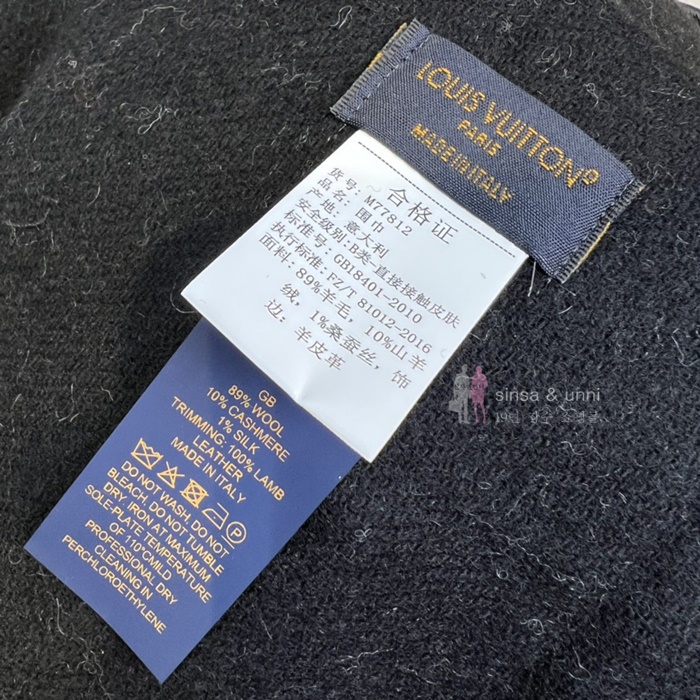 LOUIS VUITTON
PARIS
MADE IN ITALY
合格证
货号: M77812
品名: 围巾
产地: 意大利
安全级别: B类-直接接触皮肤
标准号: GB18401-2010
执行标准: FZ/T 81012-2016
面料: 89%羊毛, 10%山羊
绒, 1%桑蚕丝, 饰
边: 羊皮革
GB
89% WOOL
10% CASHMERE
1% SILK
TRIMMING: 100% LAMB
LEATHER
MADE IN ITALY
DO NOT WASH, DO NOT
BLEACH, DO NOT TUMBLE
DRY, IRON AT MAXIMUM
SOLE-PLATE TEMPERATURE
OF 110°CMILD
PROFESSIONAL DRY
CLEANING IN
PERCHLOROETHYLENE
sinsa & unni